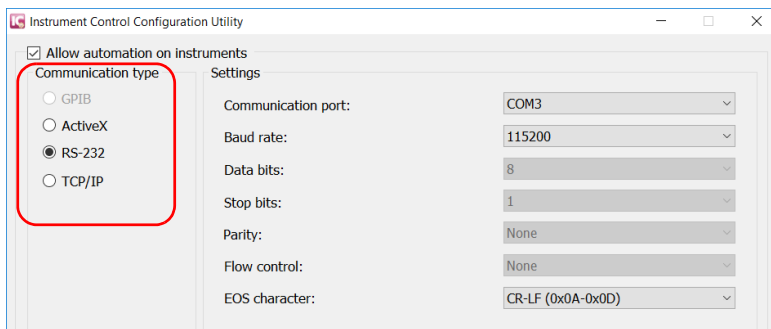 IC Instrument Control Configuration Utility
Allow automation on instruments
Communication type
GPIB
ActiveX
RS-232
TCP/IP
Settings
Communication port: COM3
Baud rate: 115200
Data bits: 8
Stop bits: 1
Parity: None
Flow control: None
EOS character: CR-LF (0x0A-0x0D)